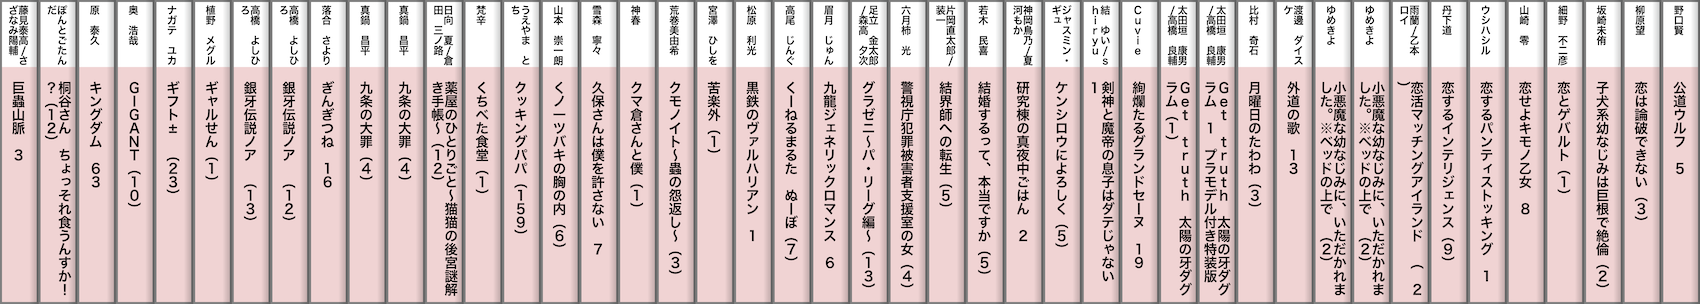 野口賢
公道ウルフ 5
柳原望
恋は論破できない (3)
坂崎未侑
子犬系幼なじみは巨根で絶倫 (2)
細野 不二彦
恋とゲバルト (1)
山崎 零
恋せよキモノ乙女 8
ウシハシル
恋するパンティストッキング 1
丹下道
恋するインテリジェンス (9)
雨蘭/乙本
ロイ
恋活マッチングアイランド (2
)
ゆめきよ
小悪魔な幼なじみに、いただかれま
した。※ベッドの上で (2)
ゆめきよ
小悪魔な幼なじみに、いただかれま
した。※ベッドの上で (2)
渡邊 ダイス
ケ
外道の歌 13
比村 奇石
月曜日のたわわ (3)
太田垣 康男
/高橋 良輔
Get truth 太陽の牙ダグ
ラム 1 プラモデル付き特装版
太田垣 康男
/高橋 良輔
Get truth 太陽の牙ダグ
ラム (1)
Cuvie
絢爛たるグランドセーヌ 19
結 ゆい/s
hiryu
剣神と魔帝の息子はダテじゃない
1
ジャスミン・
ギュ
ケンシロウによろしく (5)
神岡鳥乃/夏
河もか
研究棟の真夜中ごはん 2
若木 民喜
結婚するって、本当ですか (5)
片岡直太郎/
装一
結界師への転生 (5)
六月柿 光
警視庁犯罪被害者支援室の女 (4)
足立 金太郎
/森高 夕次
グラゼニ～パ・リーグ編～ (13)
眉月 じゅん
九龍ジェネリックロマンス 6
高尾 じんぐ
くーねるまるた ぬーぼ (7)
松原 利光
黒鉄のヴァルハリアン 1
宮澤 ひしを
苦楽外 (1)
荒巻美由希
クモノイト～蟲の怨返し～ (3)
神春
クマ倉さんと僕 (1)
雪森 寧々
久保さんは僕を許さない 7
山本 崇一朗
くノ一ツバキの胸の内 (6)
うえやま と
ち
クッキングパパ (159)
梵辛
くちべた食堂 (1)
日向 夏/倉
田 三ノ路
薬屋のひとりごと～猫猫の後宮謎解
き手帳～ (12)
真鍋 昌平
九条の大罪 (4)
真鍋 昌平
九条の大罪 (4)
落合 さより
ぎんぎつね 16
高橋 よしひ
ろ
銀牙伝説ノア (12)
高橋 よしひ
ろ
銀牙伝説ノア (13)
植野 メグル
ギャルせん (1)
ナガテ ユカ
ギフト± (23)
奥 浩哉
GIGANT (10)
原 泰久
キングダム 63
ぽんとごたん
だ
桐谷さん ちょっそれ食うんすか!
? (12)
藤見泰高/さ
ざなみ陽輔
巨蟲山脈 3